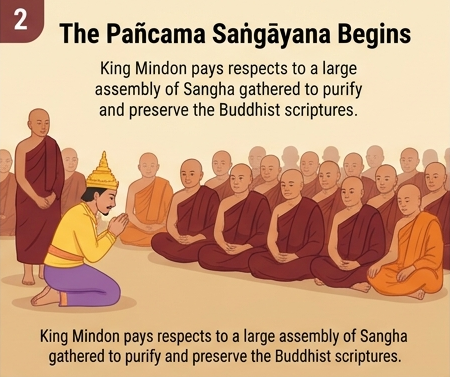 2
The Pañcama Saṅgāyana Begins
King Mindon pays respects to a large
assembly of Sangha gathered to purify
and preserve the Buddhist scriptures.
King Mindon pays respects to a large assembly of Sangha
gathered to purify and preserve the Buddhist scriptures.